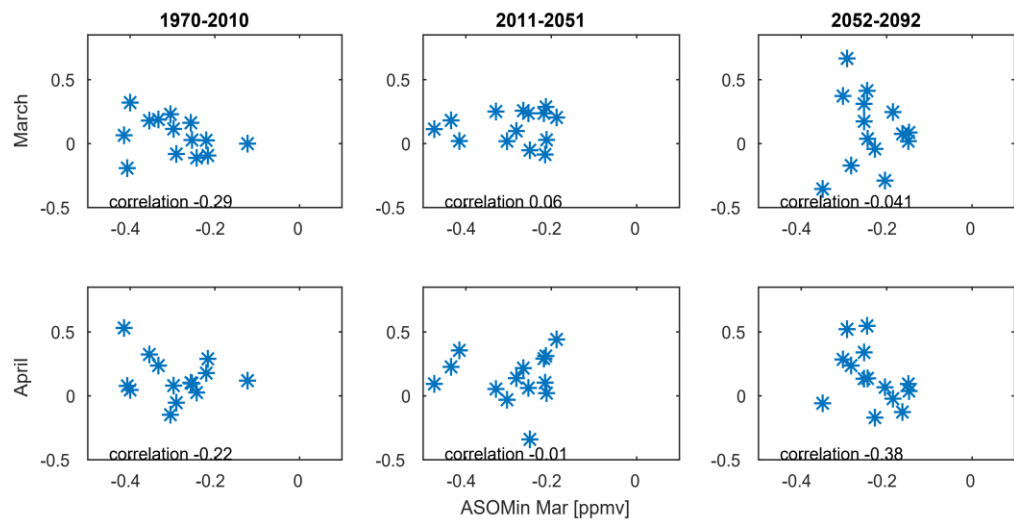 1970-2010 2011-2051 2052-2092
March
0.5 0.5 0.5
0 0 0
-0.5 -0.5 -0.5
correlation -0.29 correlation 0.06 correlation -0.041
-0.4 -0.2 0 -0.4 -0.2 0 -0.4 -0.2 0
April
0.5 0.5 0.5
0 0 0
-0.5 -0.5 -0.5
correlation -0.22 correlation -0.01 correlation -0.38
-0.4 -0.2 0 -0.4 -0.2 0 -0.4 -0.2 0
ASOMin Mar [ppmv]